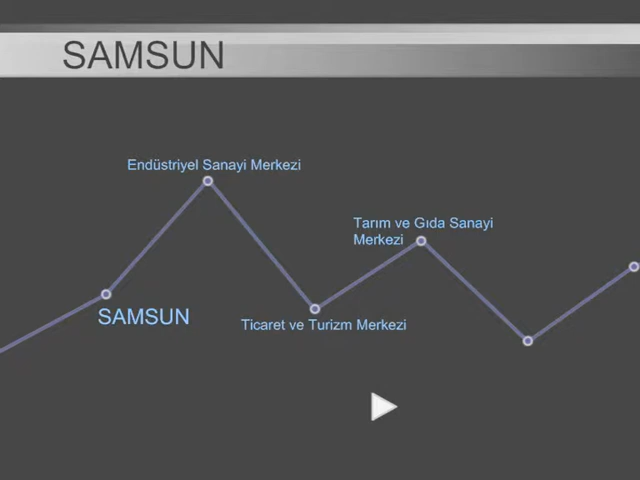 SAMSUN
Endüstriyel Sanayi Merkezi
Tarım ve Gıda Sanayi
Merkezi
SAMSUN
Ticaret ve Turizm Merkezi